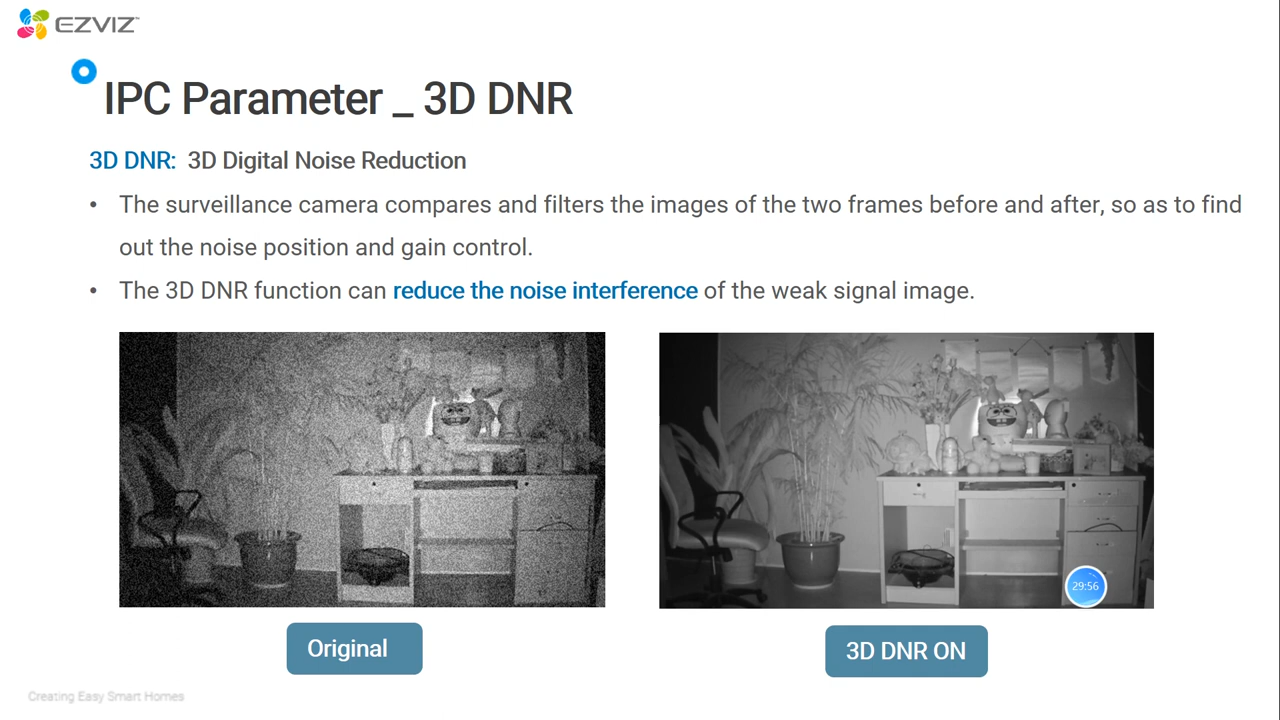 EZVIZ
IPC Parameter _ 3D DNR
3D DNR: 3D Digital Noise Reduction
• The surveillance camera compares and filters the images of the two frames before and after, so as to find
out the noise position and gain control.
• The 3D DNR function can reduce the noise interference of the weak signal image.
29:56
Original
3D DNR ON
Creating Easy Smart Homes